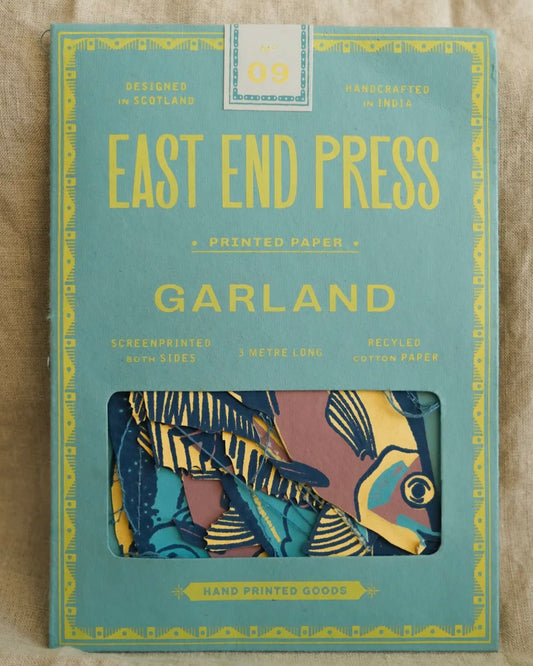 Nº
09
DESIGNED
IN SCOTLAND
HANDCRAFTED
IN INDIA
EAST END PRESS
• PRINTED PAPER •
GARLAND
SCREENPRINTED
BOTH SIDES
3 METRE LONG
RECYLED
COTTON PAPER
HAND PRINTED GOODS